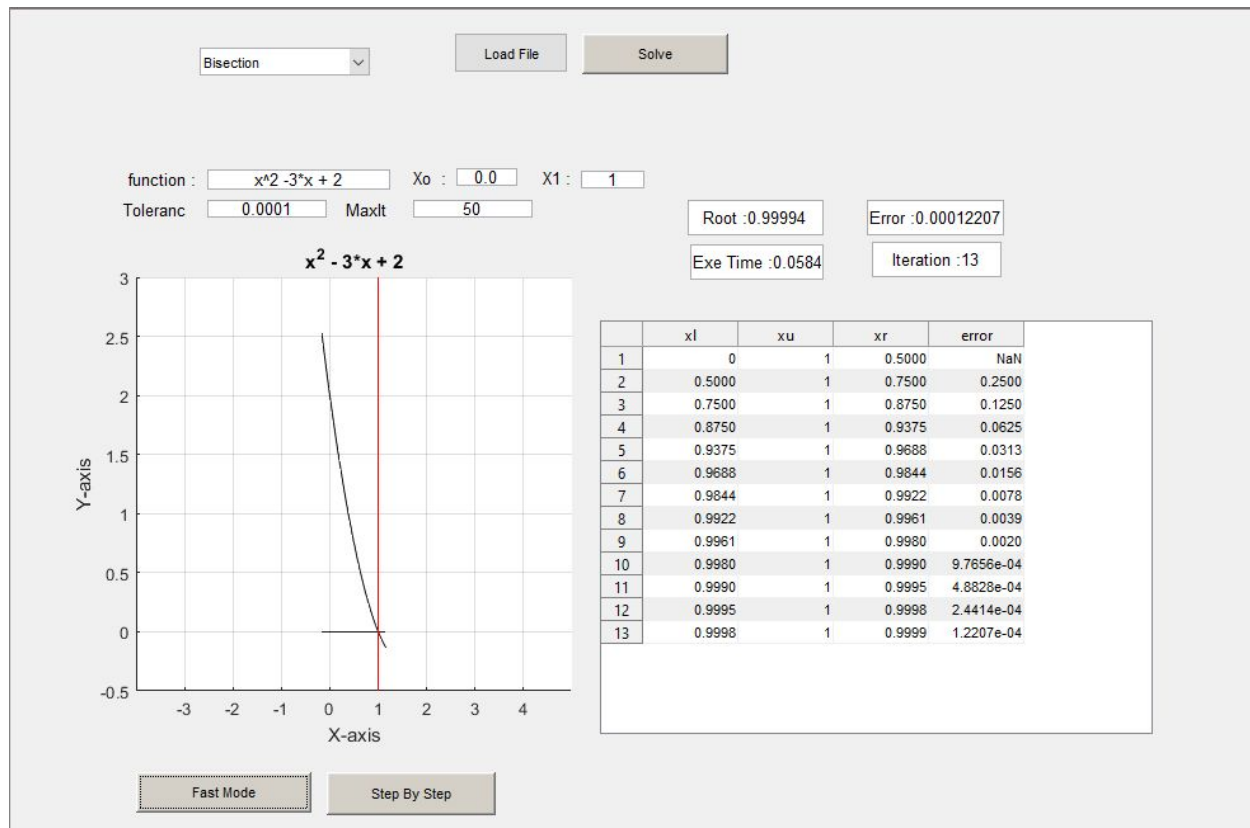 Bisection
Load File
Solve
function :
x^2 -3*x + 2
Xo :
0.0
X1 :
1
Toleranc
0.0001
MaxIt
50
Root :0.99994
Error :0.00012207
Exe Time :0.0584
Iteration :13
x² - 3*x + 2
3
2.5
2
1.5
1
0.5
0
-0.5
Y-axis
-3 -2 -1 0 1 2 3 4
X-axis
xl xu xr error
1 0 1 0.5000 NaN
2 0.5000 1 0.7500 0.2500
3 0.7500 1 0.8750 0.1250
4 0.8750 1 0.9375 0.0625
5 0.9375 1 0.9688 0.0313
6 0.9688 1 0.9844 0.0156
7 0.9844 1 0.9922 0.0078
8 0.9922 1 0.9961 0.0039
9 0.9961 1 0.9980 0.0020
10 0.9980 1 0.9990 9.7656e-04
11 0.9990 1 0.9995 4.8828e-04
12 0.9995 1 0.9998 2.4414e-04
13 0.9998 1 0.9999 1.2207e-04
Fast Mode
Step By Step